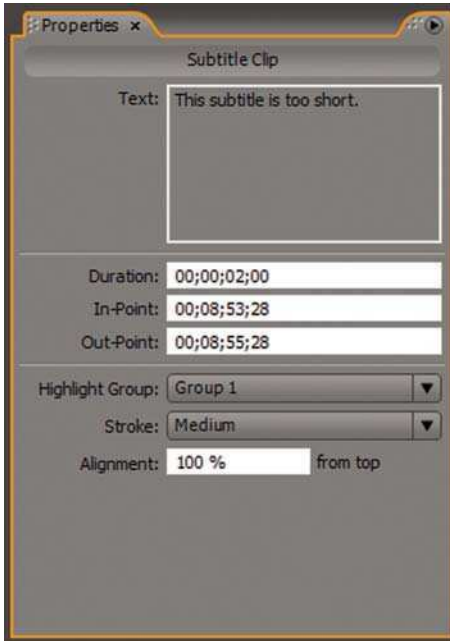 Properties ×
Subtitle Clip
Text: This subtitle is too short.
Duration: 00;00;02;00
In-Point: 00;08;53;28
Out-Point: 00;08;55;28
Highlight Group: Group 1
Stroke: Medium
Alignment: 100 % from top